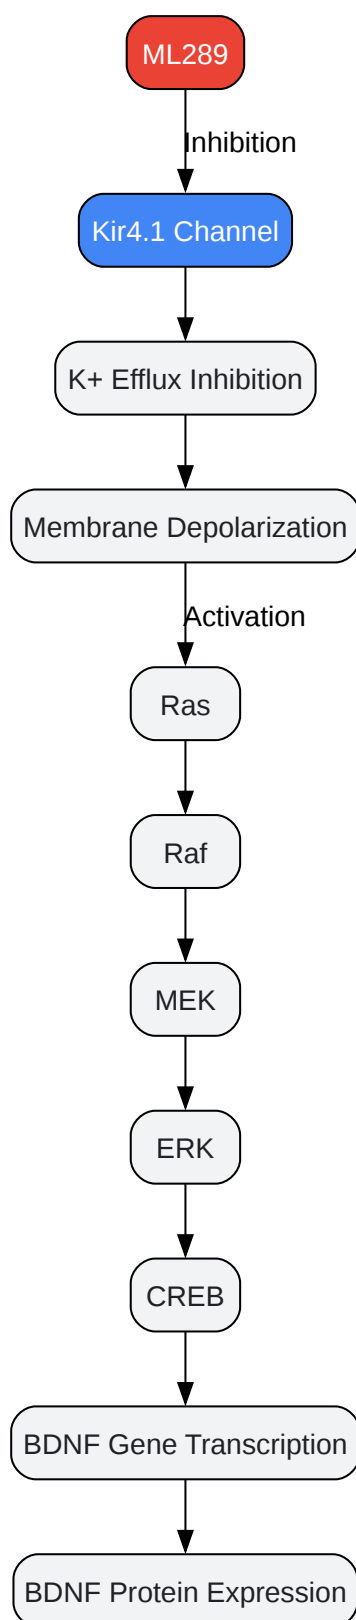 ML289
Inhibition
Kir4.1 Channel
K+ Efflux Inhibition
Membrane Depolarization
Activation
Ras
Raf
MEK
ERK
CREB
BDNF Gene Transcription
BDNF Protein Expression